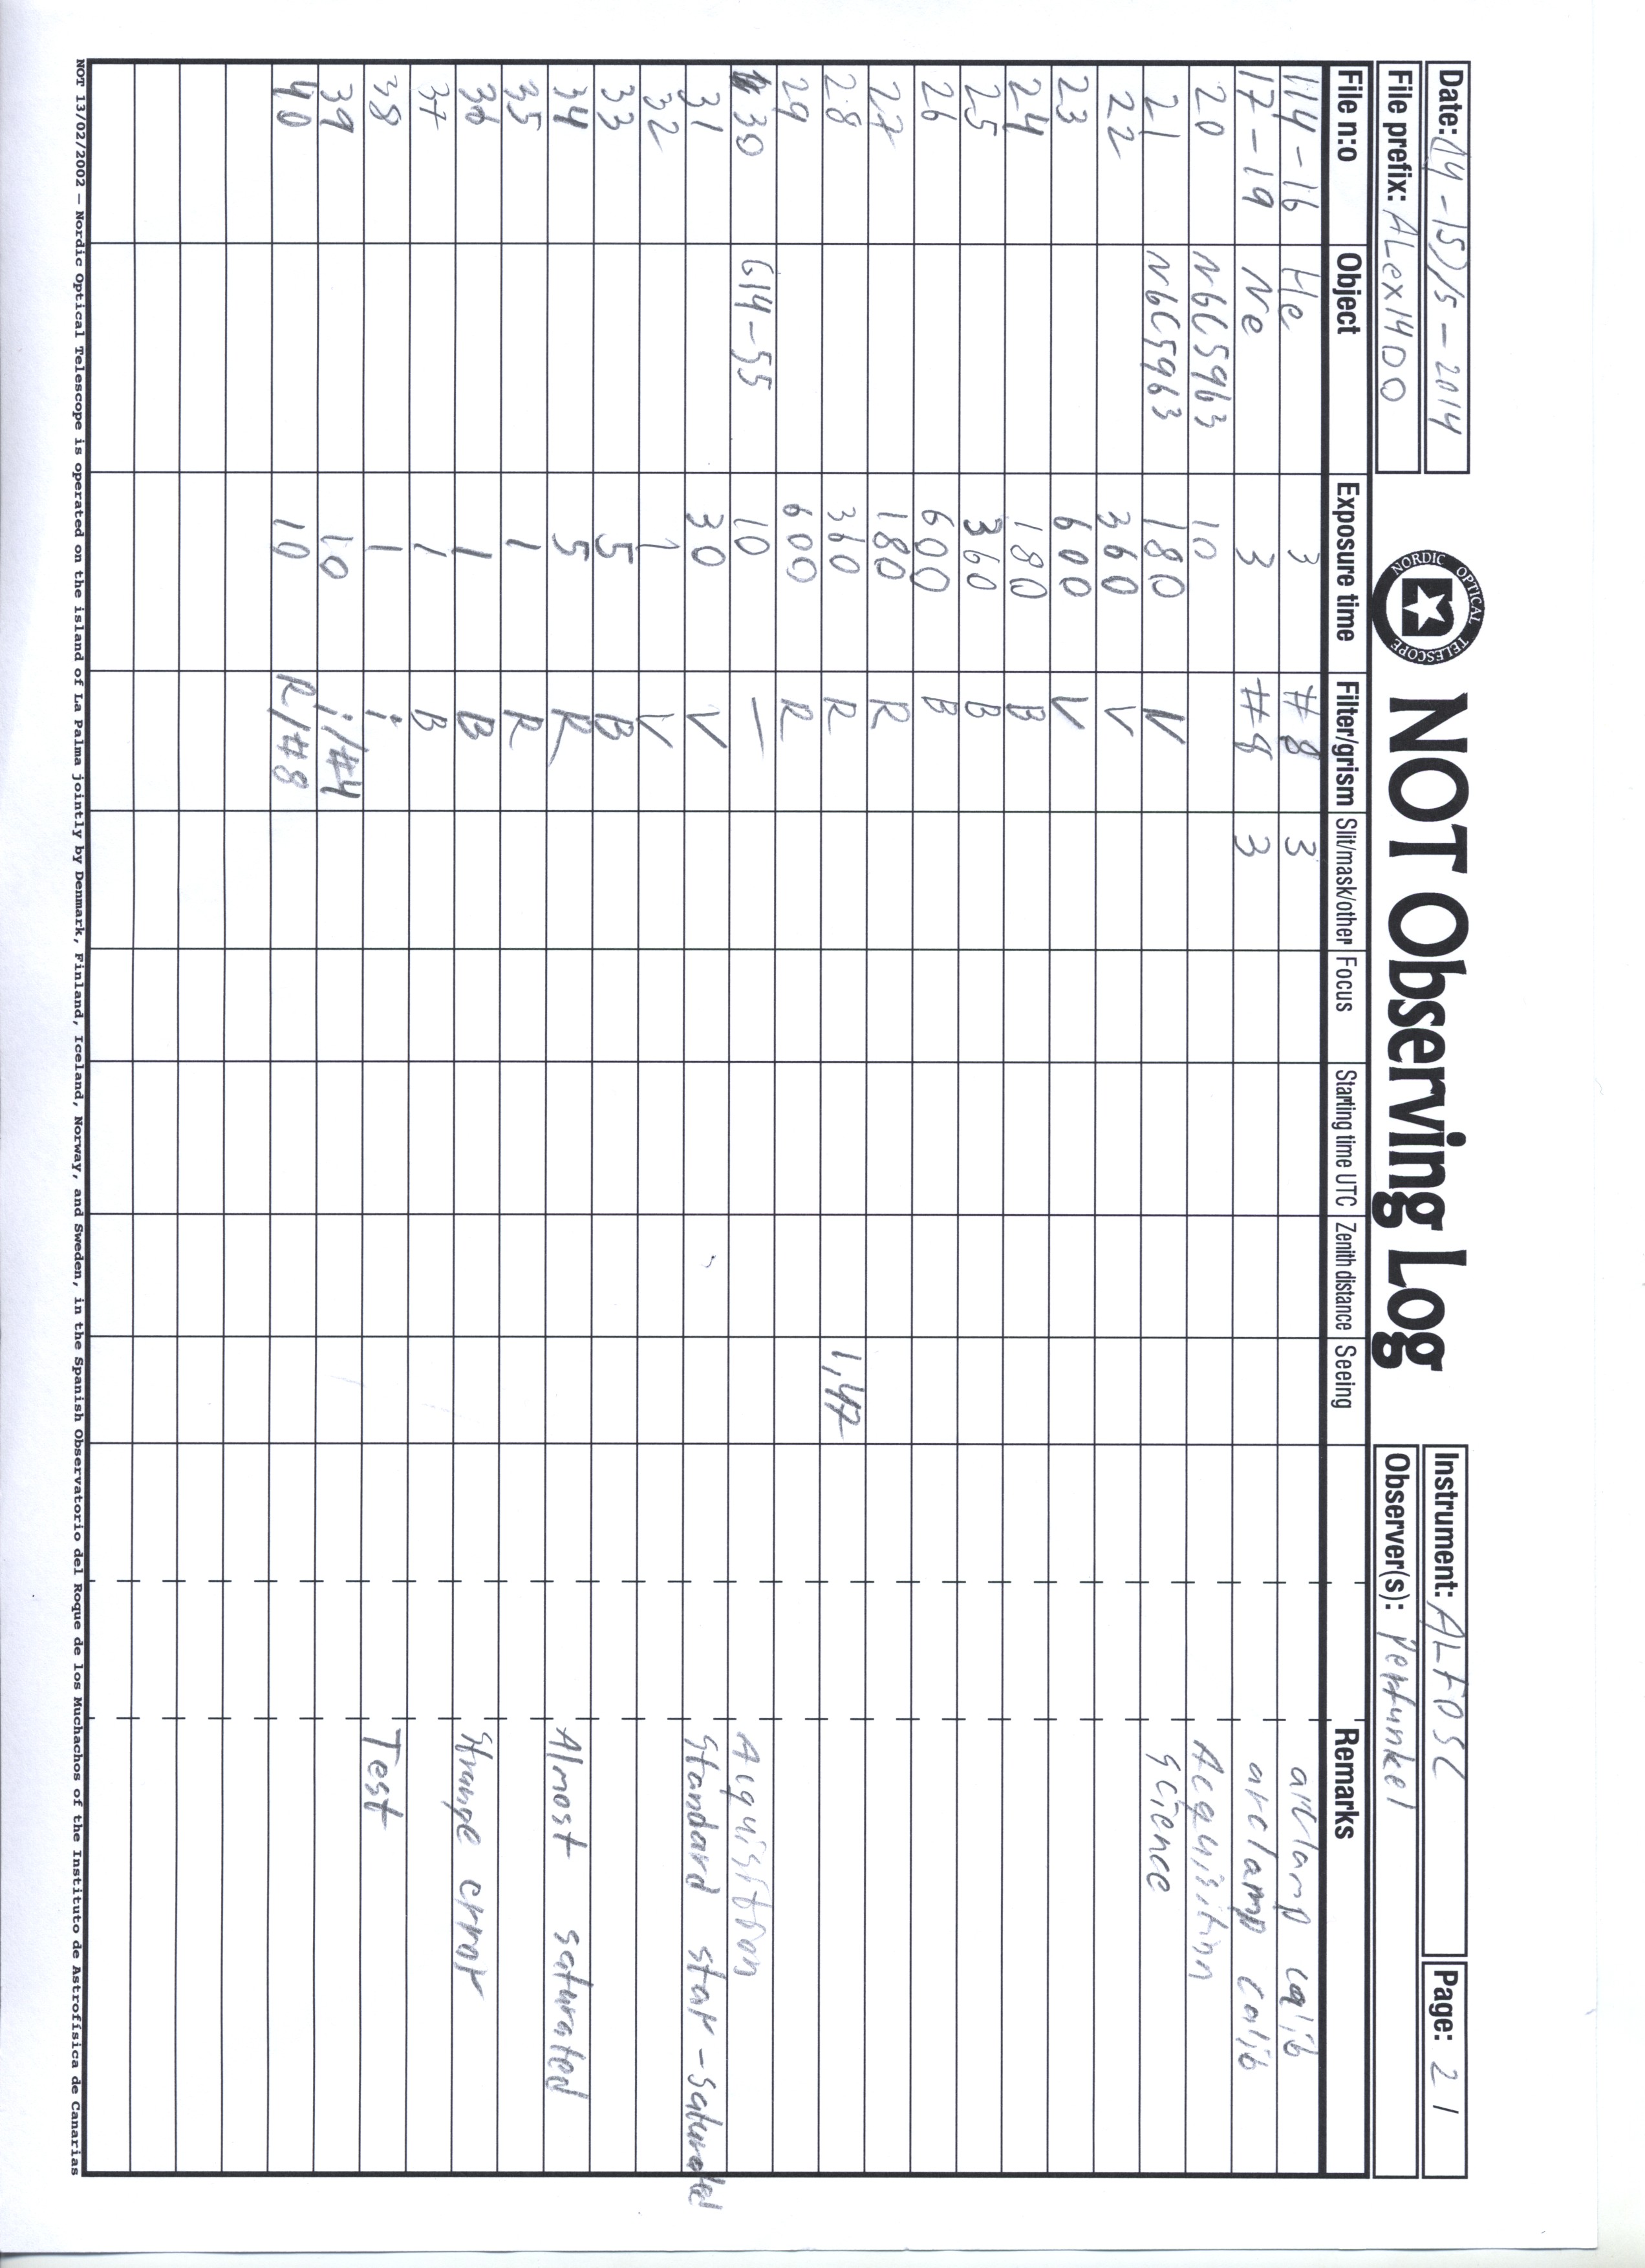 Date: 14-15)/5-2014
NORDIC OPTICAL TELESCOPE
NOT Observing Log
Instrument: ALFOSC
Page: 21
File prefix: ALex1400
Observer(s):
File n:o Object Exposure time Filter/grism Slit/mask/other Focus Starting time UTC Zenith distance Seeing Remarks
114-16 He 3 #8 3 arclamp calib
17-19 Ne 3 #8 3 arclamp calib
20 NGC5963 10 Acquisition
21 NGC5963 180 V science
22 360 V
23 600 V
24 180 B
25 360 B
26 600 B
27 180 R
28 360 R 1,47
29 600 R
30 G14-55 10 — Acquisition
31 30 V Standard star-saturated
32 1 V
33 5 B
34 5 R Almost saturated
35 1 R
36 1 B Strange error
37 1 B
38 1 i Test
39 10 i/#4
40 10 R/#8
NOT 13/02/2002 — Nordic Optical Telescope is operated on the island of La Palma jointly by Denmark, Finland, Iceland, Norway, and Sweden, in the Spanish Observatorio del Roque de los Muchachos of the Instituto de Astrofísica de Canarias